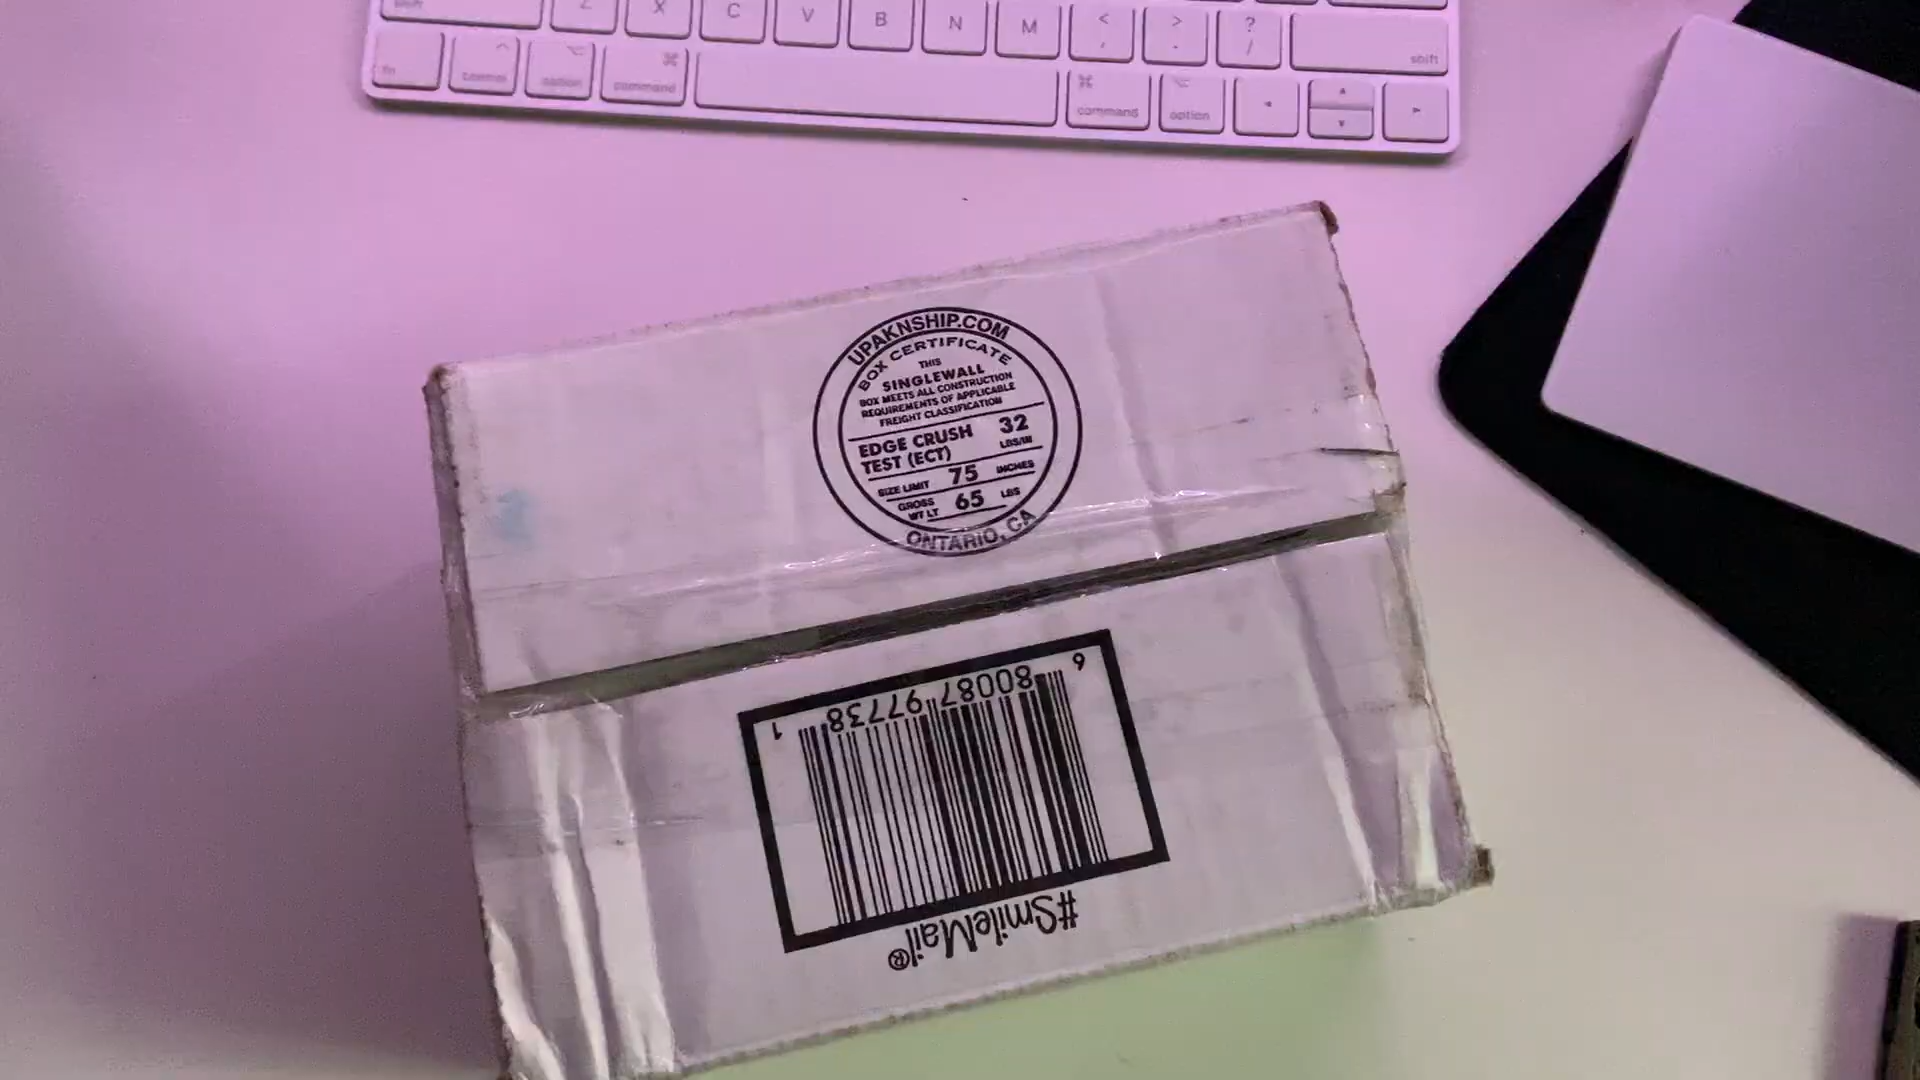 shift Z X C V B N M < , > . ? / shift
fn control option command command option
UPAKNSHIP.COM
BOX CERTIFICATE
THIS
SINGLEWALL
BOX MEETS ALL CONSTRUCTION
REQUIREMENTS OF APPLICABLE
FREIGHT CLASSIFICATION
EDGE CRUSH 32
TEST (ECT) LBS/IN
SIZE LIMIT 75 INCHES
GROSS 65 LBS
WT LT
ONTARIO, CA
6 80087 97738 1
#SmileMail®